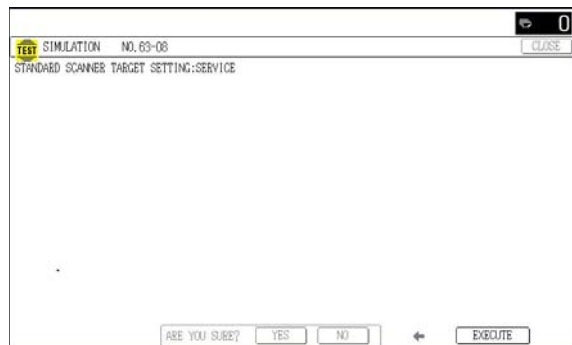 0
TEST SIMULATION NO. 63-08 CLOSE
STANDARD SCANNER TARGET SETTING:SERVICE
ARE YOU SURE? YES NO EXECUTE